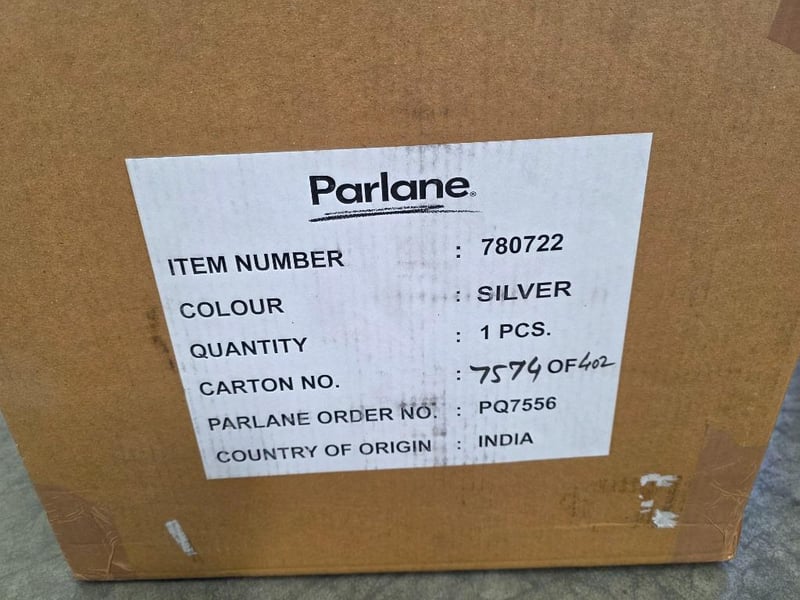 Parlane®
ITEM NUMBER : 780722
COLOUR : SILVER
QUANTITY : 1 PCS.
CARTON NO. : 7574 OF 402
PARLANE ORDER NO. : PQ7556
COUNTRY OF ORIGIN : INDIA